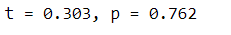 t = 0.303, p = 0.762